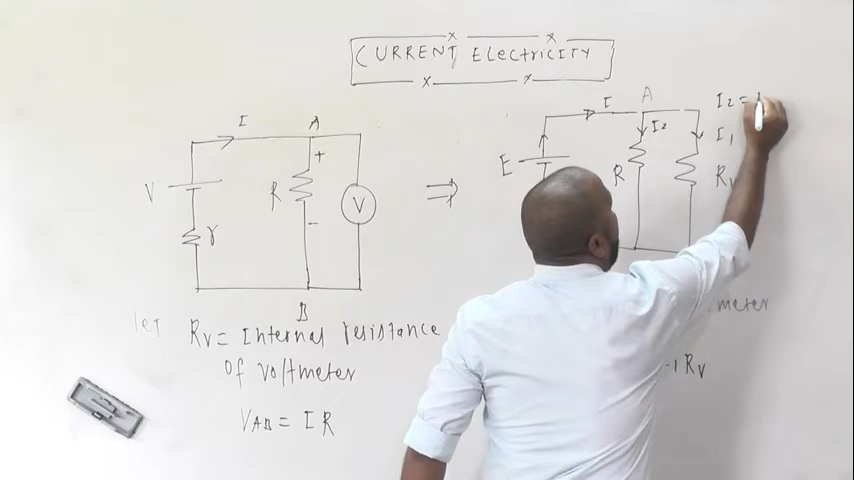 CURRENT ElectricITY
I A
V
r
R
+
-
V
B
let RV = Internal resistance
of voltmeter
VAB = IR
⇒
I A
E
I2
R
I2 =
I1
RV
meter
RV